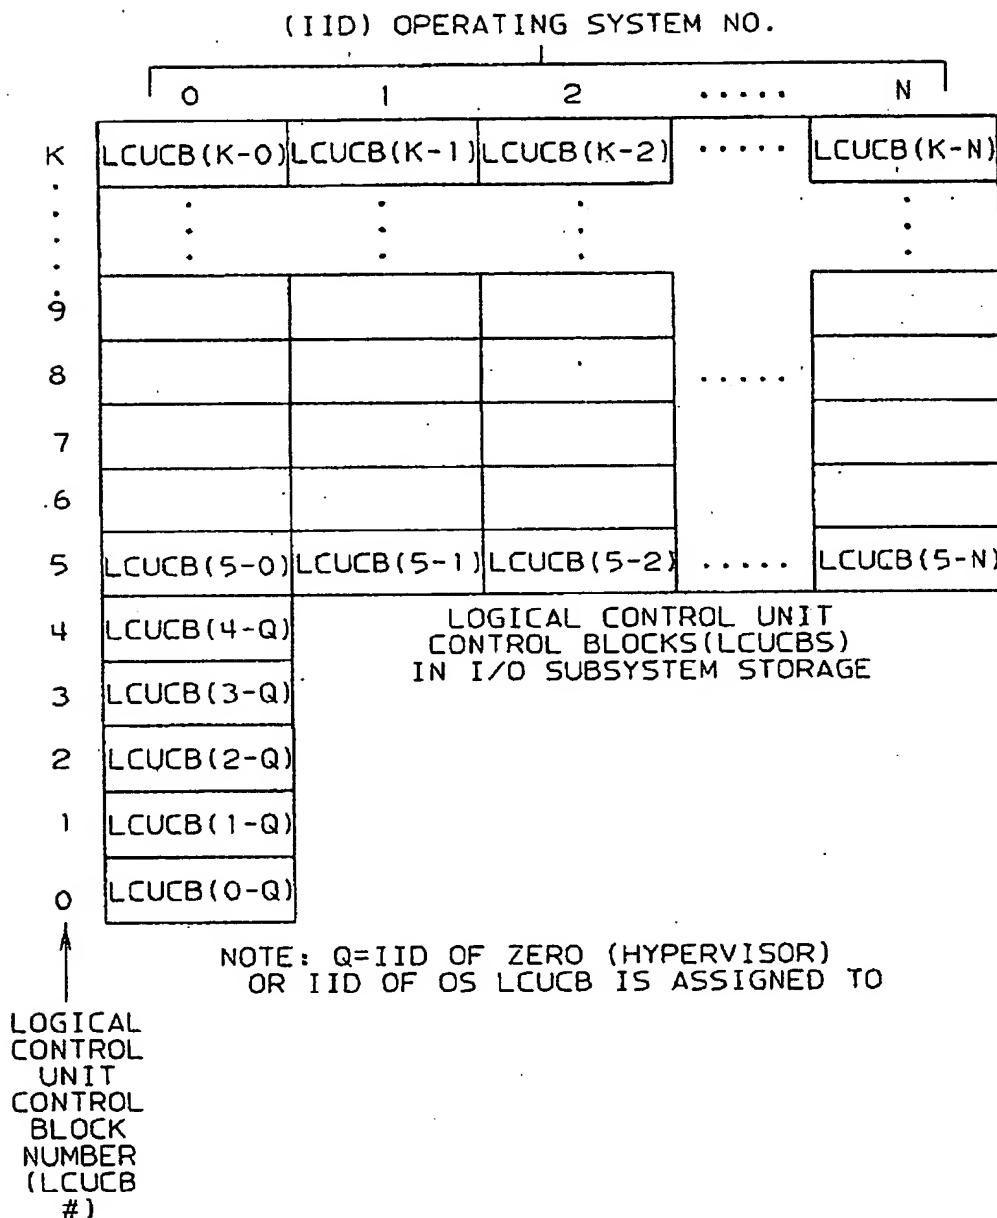 (IID) OPERATING SYSTEM NO.
0 1 2 ..... N
K LCUCB(K-0) LCUCB(K-1) LCUCB(K-2) ..... LCUCB(K-N)
9
8 .....
7
6
5 LCUCB(5-0) LCUCB(5-1) LCUCB(5-2) ..... LCUCB(5-N)
4 LCUCB(4-Q)
LOGICAL CONTROL UNIT
CONTROL BLOCKS(LCUCBS)
IN I/O SUBSYSTEM STORAGE
3 LCUCB(3-Q)
2 LCUCB(2-Q)
1 LCUCB(1-Q)
0 LCUCB(0-Q)
NOTE: Q=IID OF ZERO (HYPERVISOR)
OR IID OF OS LCUCB IS ASSIGNED TO
LOGICAL
CONTROL
UNIT
CONTROL
BLOCK
NUMBER
(LCUCB
#)